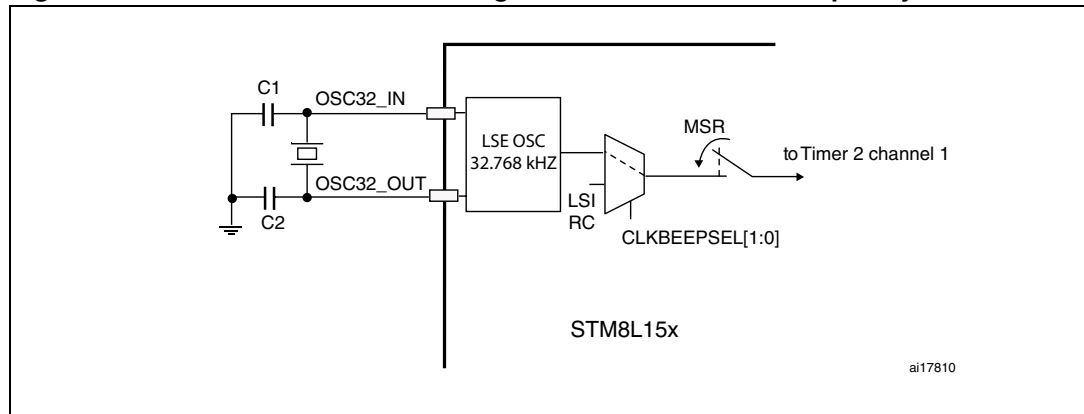 C1
OSC32_IN
MSR
LSE OSC
32.768 kHZ
to Timer 2 channel 1
OSC32_OUT
LSI
RC
C2
CLKBEEPSEL[1:0]
STM8L15x
ai17810